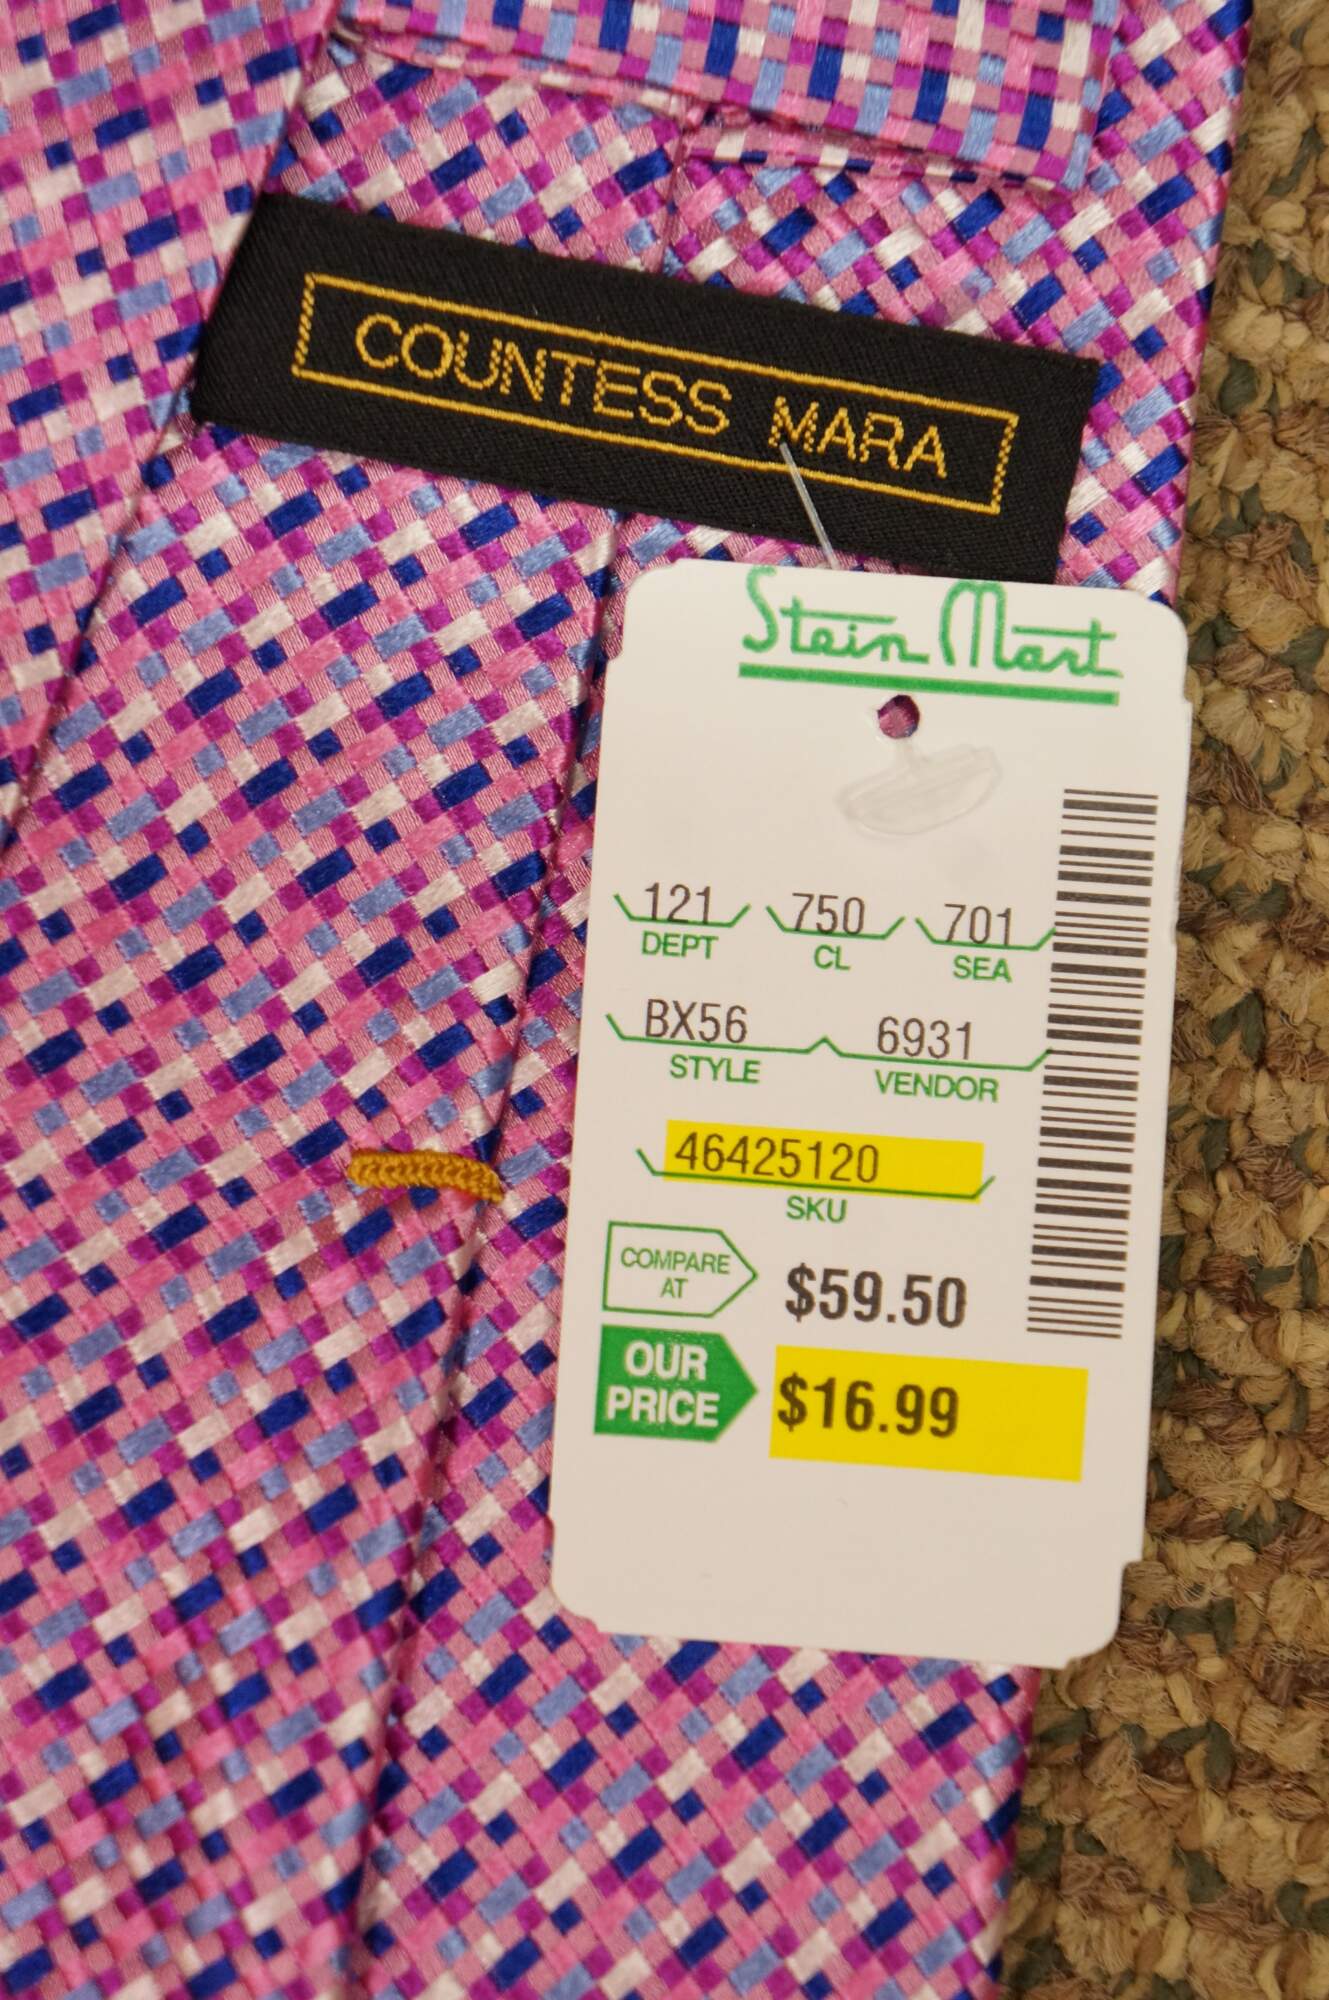 COUNTESS MARA
Stein Mart
121 750 701
DEPT CL SEA
BX56 6931
STYLE VENDOR
46425120
SKU
COMPARE
AT
$59.50
OUR
PRICE
$16.99